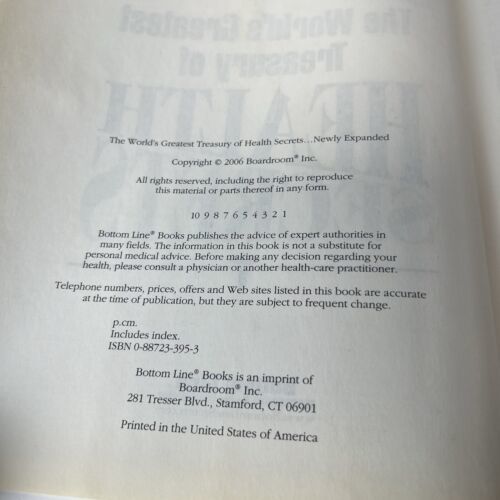 The World's Greatest Treasury of Health Secrets...Newly Expanded
Copyright © 2006 Boardroom® Inc.
All rights reserved, including the right to reproduce
this material or parts thereof in any form.
10 9 8 7 6 5 4 3 2 1
Bottom Line® Books publishes the advice of expert authorities in
many fields. The information in this book is not a substitute for
personal medical advice. Before making any decision regarding your
health, please consult a physician or another health-care practitioner.
Telephone numbers, prices, offers and Web sites listed in this book are accurate
at the time of publication, but they are subject to frequent change.
p.cm.
Includes index.
ISBN 0-88723-395-3
Bottom Line® Books is an imprint of
Boardroom® Inc.
281 Tresser Blvd., Stamford, CT 06901
Printed in the United States of America